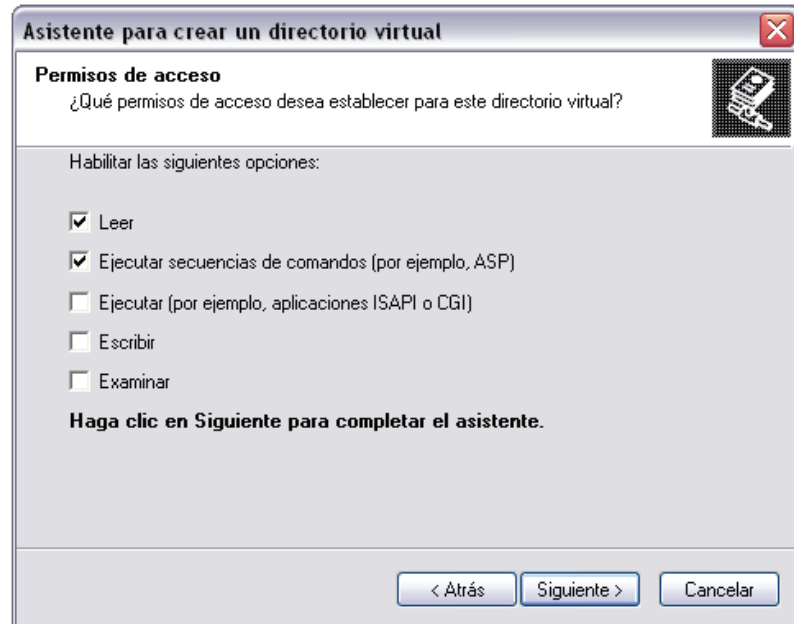 Asistente para crear un directorio virtual
Permisos de acceso
¿Qué permisos de acceso desea establecer para este directorio virtual?
Habilitar las siguientes opciones:
Leer
Ejecutar secuencias de comandos (por ejemplo, ASP)
Ejecutar (por ejemplo, aplicaciones ISAPI o CGI)
Escribir
Examinar
Haga clic en Siguiente para completar el asistente.
< Atrás Siguiente > Cancelar